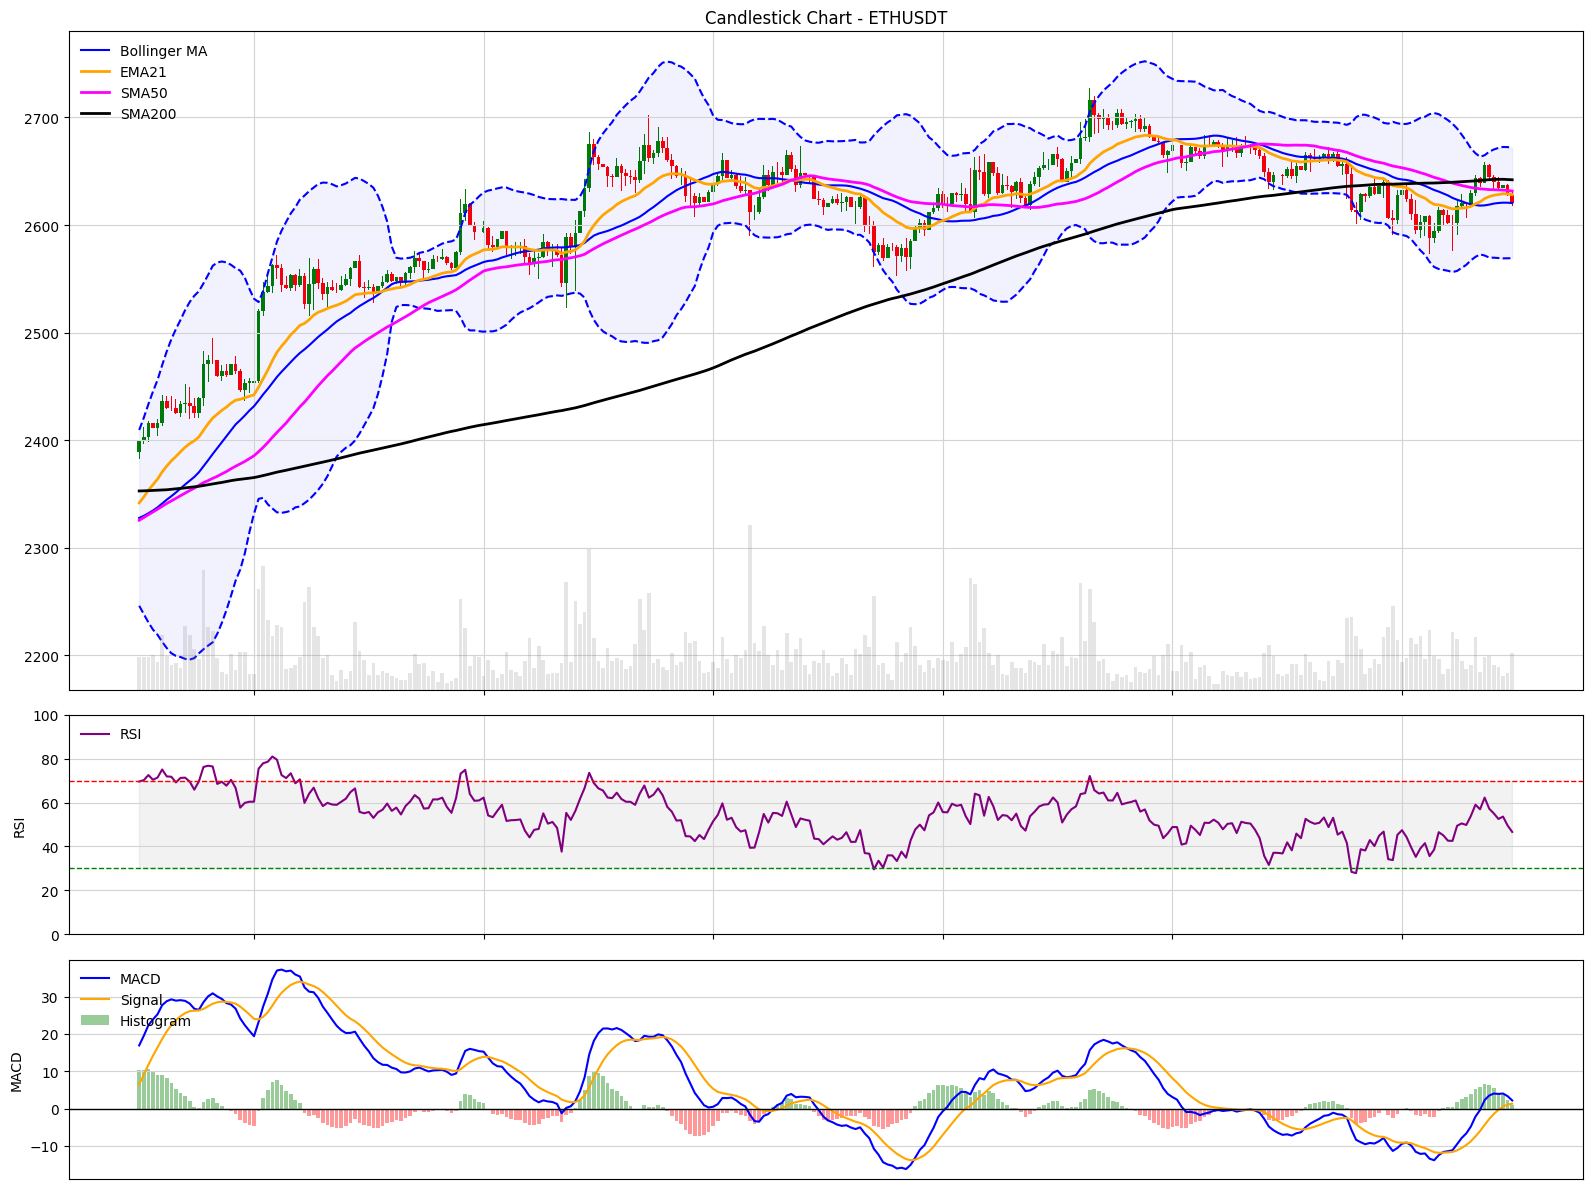 Candlestick Chart - ETHUSDT
Bollinger MA
EMA21
SMA50
SMA200
2700
2600
2500
2400
2300
2200
100
80
60
40
20
0
RSI
RSI
30
20
10
0
−10
MACD
MACD
Signal
Histogram